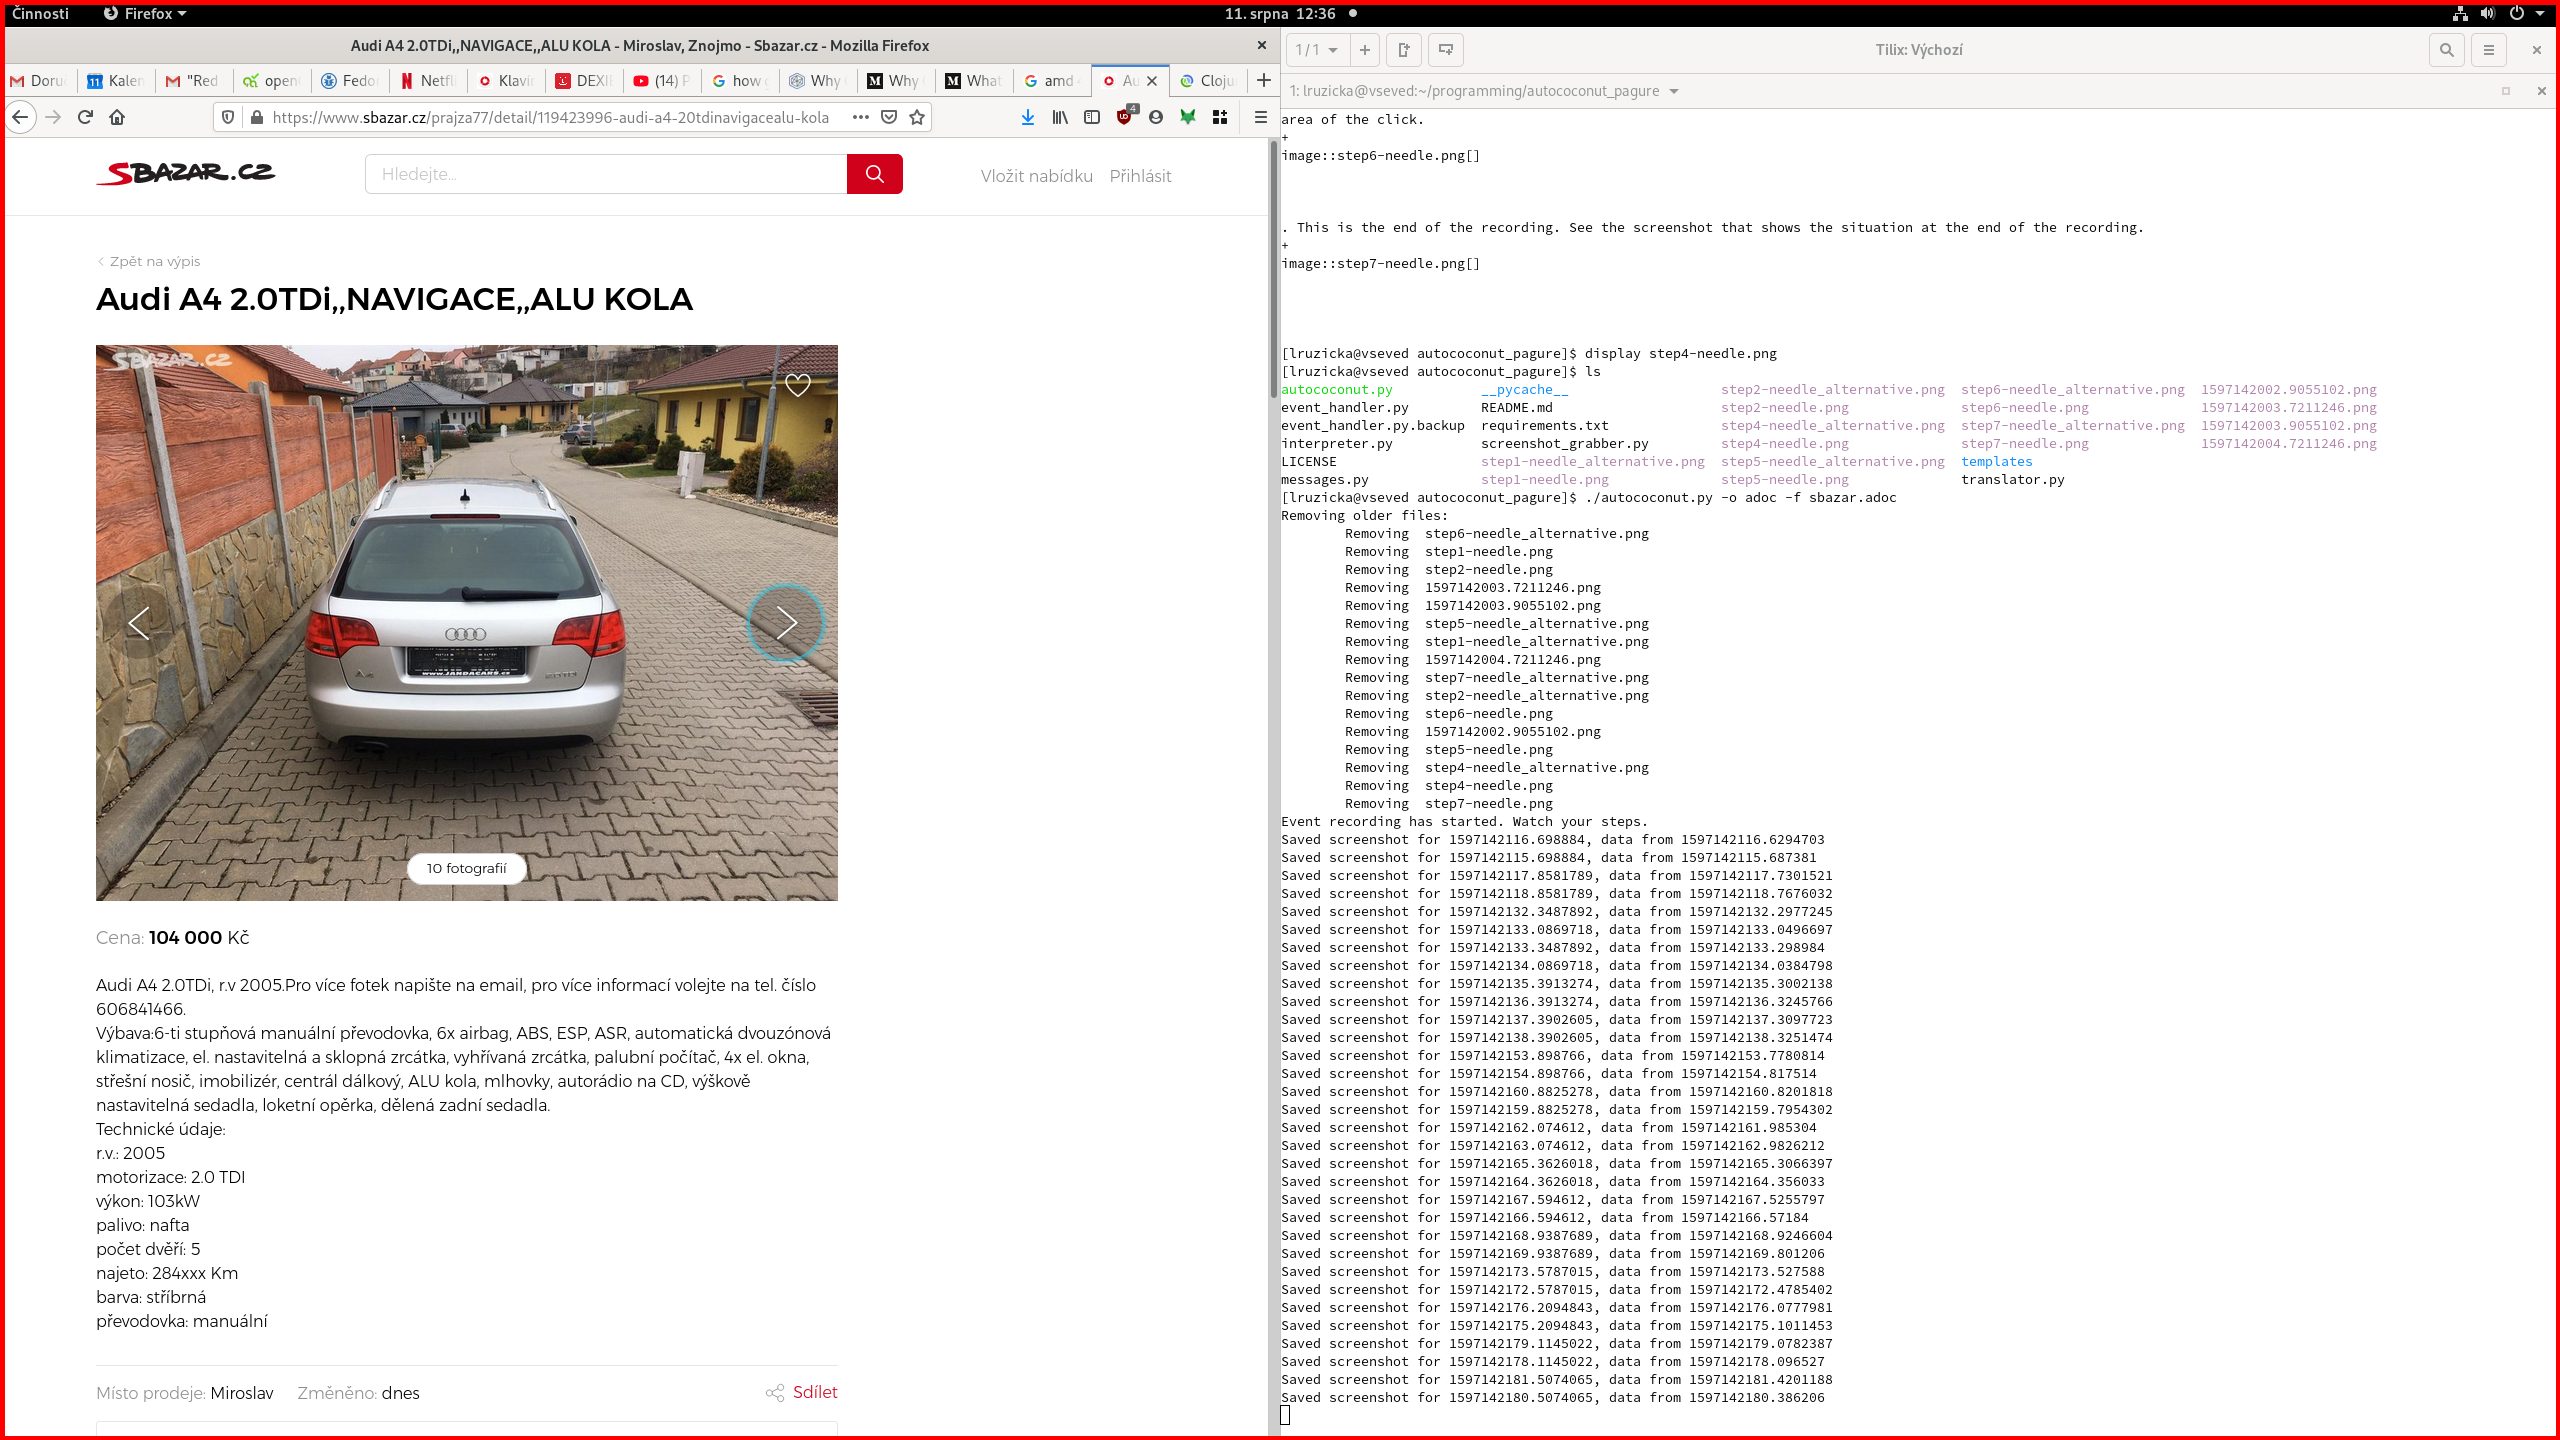 Činnosti
Firefox
11. srpna 12:36
Audi A4 2.0TDi,,NAVIGACE,,ALU KOLA - Miroslav, Znojmo - Sbazar.cz - Mozilla Firefox
Doru Kalen "Red open Fedo Netfl Klavír DEXI (14) P how Why Why What amd Au Cloju
https://www.sbazar.cz/prajza77/detail/119423996-audi-a4-20tdinavigacealu-kola
4
SBAZAR.CZ
Hledejte...
Vložit nabídku Přihlásit
Zpět na výpis
Audi A4 2.0TDi,,NAVIGACE,,ALU KOLA
SBAZAR.CZ
A4
WWW.JANDACARS.CZ
10 fotografií
Cena: 104 000 Kč
Audi A4 2.0TDi, r.v 2005.Pro více fotek napište na email, pro více informací volejte na tel. číslo
606841466.
Výbava:6-ti stupňová manuální převodovka, 6x airbag, ABS, ESP, ASR, automatická dvouzónová
klimatizace, el. nastavitelná a sklopná zrcátka, vyhřívaná zrcátka, palubní počítač, 4x el. okna,
střešní nosič, imobilizér, centrál dálkový, ALU kola, mlhovky, autorádio na CD, výškově
nastavitelná sedadla, loketní opěrka, dělená zadní sedadla.
Technické údaje:
r.v.: 2005
motorizace: 2.0 TDI
výkon: 103kW
palivo: nafta
počet dvěří: 5
najeto: 284xxx Km
barva: stříbrná
převodovka: manuální
Místo prodeje: Miroslav Změněno: dnes Sdílet
1 / 1
Tilix: Výchozí
1: lruzicka@vseved:~/programming/autococonut_pagure
area of the click.
+
image::step6-needle.png[]
. This is the end of the recording. See the screenshot that shows the situation at the end of the recording.
+
image::step7-needle.png[]
[lruzicka@vseved autococonut_pagure]$ display step4-needle.png
[lruzicka@vseved autococonut_pagure]$ ls
autococonut.py __pycache__ step2-needle_alternative.png step6-needle_alternative.png 1597142002.9055102.png
event_handler.py README.md step2-needle.png step6-needle.png 1597142003.7211246.png
event_handler.py.backup requirements.txt step4-needle_alternative.png step7-needle_alternative.png 1597142003.9055102.png
interpreter.py screenshot_grabber.py step4-needle.png step7-needle.png 1597142004.7211246.png
LICENSE step1-needle_alternative.png step5-needle_alternative.png templates
messages.py step1-needle.png step5-needle.png translator.py
[lruzicka@vseved autococonut_pagure]$ ./autococonut.py -o adoc -f sbazar.adoc
Removing older files:
Removing step6-needle_alternative.png
Removing step1-needle.png
Removing step2-needle.png
Removing 1597142003.7211246.png
Removing 1597142003.9055102.png
Removing step5-needle_alternative.png
Removing step1-needle_alternative.png
Removing 1597142004.7211246.png
Removing step7-needle_alternative.png
Removing step2-needle_alternative.png
Removing step6-needle.png
Removing 1597142002.9055102.png
Removing step5-needle.png
Removing step4-needle_alternative.png
Removing step4-needle.png
Removing step7-needle.png
Event recording has started. Watch your steps.
Saved screenshot for 1597142116.698884, data from 1597142116.6294703
Saved screenshot for 1597142115.698884, data from 1597142115.687381
Saved screenshot for 1597142117.8581789, data from 1597142117.7301521
Saved screenshot for 1597142118.8581789, data from 1597142118.7676032
Saved screenshot for 1597142132.3487892, data from 1597142132.2977245
Saved screenshot for 1597142133.0869718, data from 1597142133.0496697
Saved screenshot for 1597142133.3487892, data from 1597142133.298984
Saved screenshot for 1597142134.0869718, data from 1597142134.0384798
Saved screenshot for 1597142135.3913274, data from 1597142135.3002138
Saved screenshot for 1597142136.3913274, data from 1597142136.3245766
Saved screenshot for 1597142137.3902605, data from 1597142137.3097723
Saved screenshot for 1597142138.3902605, data from 1597142138.3251474
Saved screenshot for 1597142153.898766, data from 1597142153.7780814
Saved screenshot for 1597142154.898766, data from 1597142154.817514
Saved screenshot for 1597142160.8825278, data from 1597142160.8201818
Saved screenshot for 1597142159.8825278, data from 1597142159.7954302
Saved screenshot for 1597142162.074612, data from 1597142161.985304
Saved screenshot for 1597142163.074612, data from 1597142162.9826212
Saved screenshot for 1597142165.3626018, data from 1597142165.3066397
Saved screenshot for 1597142164.3626018, data from 1597142164.356033
Saved screenshot for 1597142167.594612, data from 1597142167.5255797
Saved screenshot for 1597142166.594612, data from 1597142166.57184
Saved screenshot for 1597142168.9387689, data from 1597142168.9246604
Saved screenshot for 1597142169.9387689, data from 1597142169.801206
Saved screenshot for 1597142173.5787015, data from 1597142173.527588
Saved screenshot for 1597142172.5787015, data from 1597142172.4785402
Saved screenshot for 1597142176.2094843, data from 1597142176.0777981
Saved screenshot for 1597142175.2094843, data from 1597142175.1011453
Saved screenshot for 1597142179.1145022, data from 1597142179.0782387
Saved screenshot for 1597142178.1145022, data from 1597142178.096527
Saved screenshot for 1597142181.5074065, data from 1597142181.4201188
Saved screenshot for 1597142180.5074065, data from 1597142180.386206